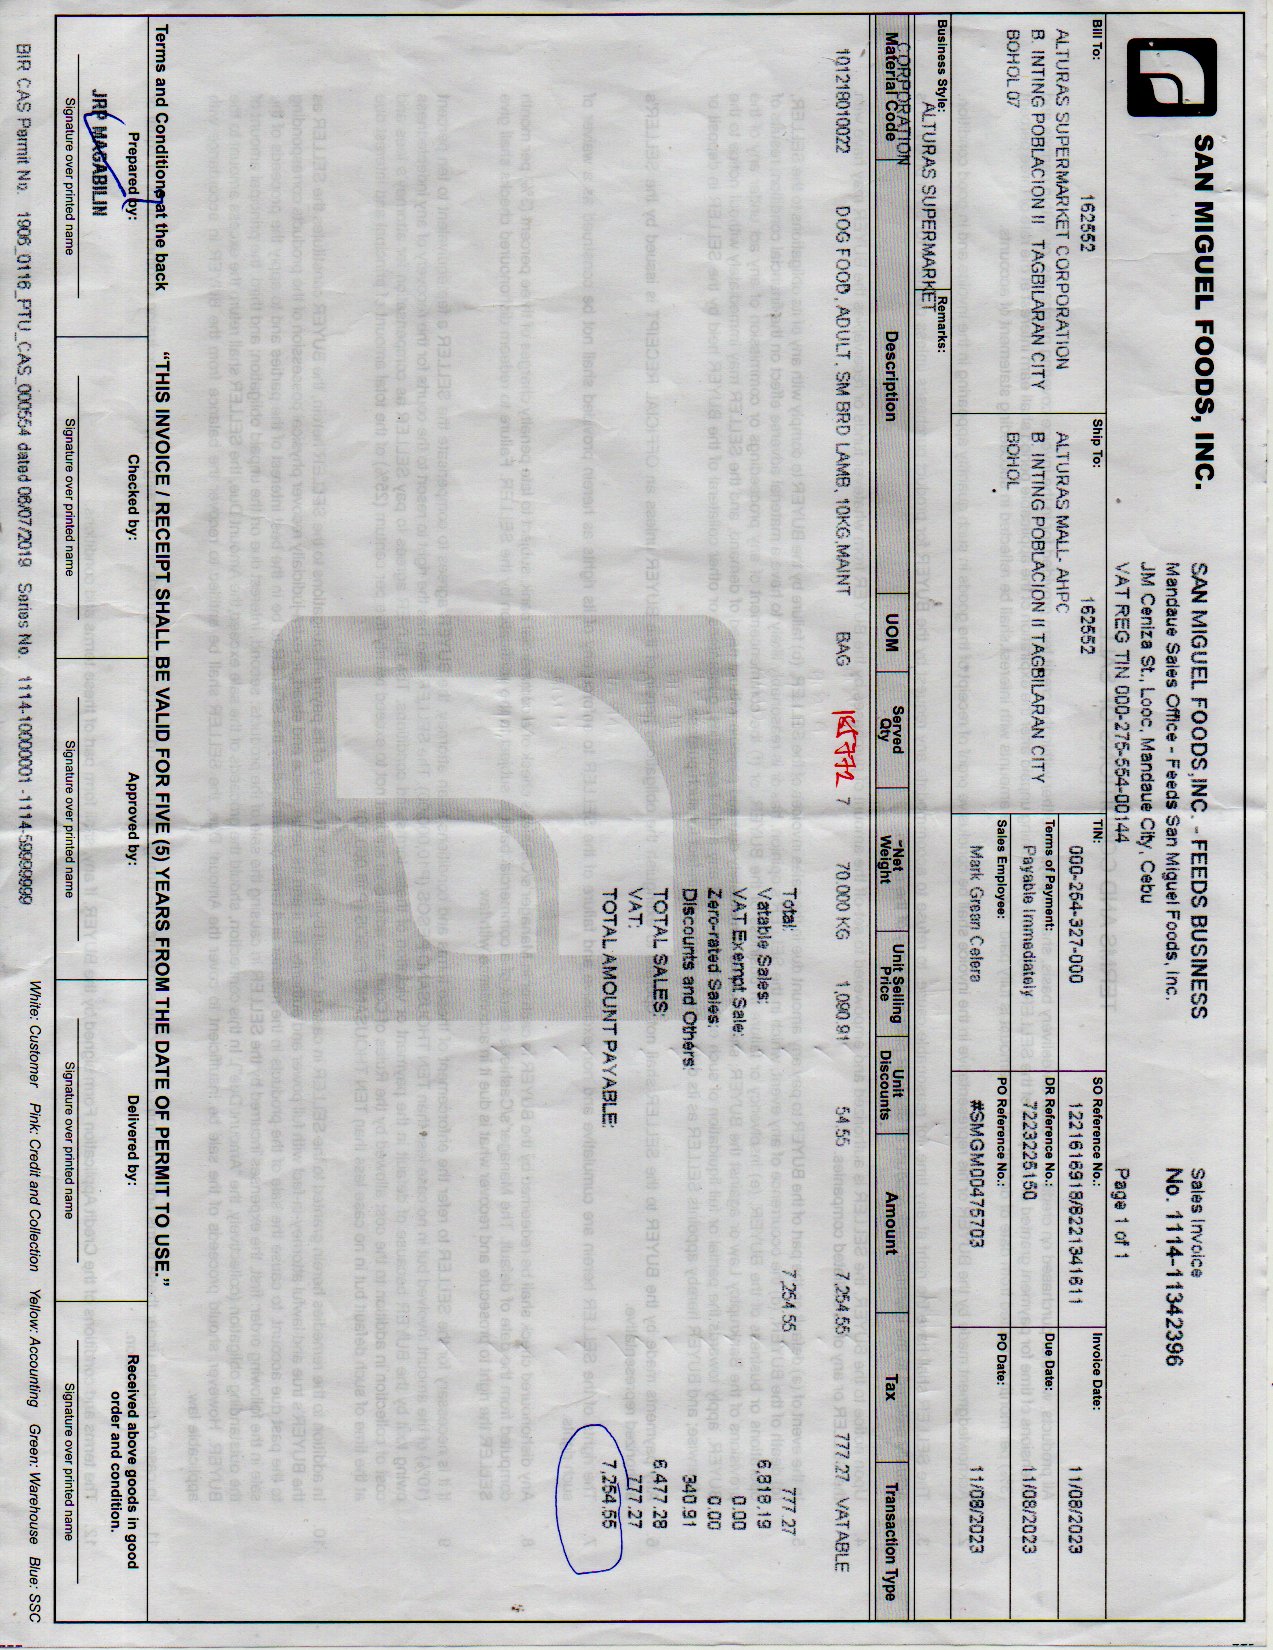 SAN MIGUEL FOODS, INC.
SAN MIGUEL FOODS,INC. - FEEDS BUSINESS
Mandaue Sales Office - Feeds San Miguel Foods, Inc.
JM Ceniza St., Looc, Mandaue City, Cebu
VAT REG TIN 000-275-554-00144
Sales Invoice
No. 1114-11342396
Page 1 of 1
Bill To: 162552
ALTURAS SUPERMARKET CORPORATION
B. INTING POBLACION II TAGBILARAN CITY
BOHOL 07
Ship To: 162552
ALTURAS MALL- AHPC
B. INTING POBLACION II TAGBILARAN CITY
BOHOL
TIN:
000-254-327-000
SO Reference No.:
1221616918/8221341611
Invoice Date:
11/08/2023
Terms of Payment:
Payable Immediately
DR Reference No.:
7223225150
Due Date:
11/08/2023
Sales Employee:
Mark Grean Celera
PO Reference No.:
#SMGM00475703
PO Date:
11/08/2023
Business Style:
ALTURAS SUPERMARKET
CORPORATION
Remarks:
Material Code Description UOM Served Qty ~Net Weight Unit Selling Price Unit Discounts Amount Tax Transaction Type
101218010022 DOG FOOD, ADULT, SM BRD LAMB, 10KG,MAINT BAG 7 70.000 KG 1,090.91 54.55 7,254.55 777.27 VATABLE
Total: 7,254.55 777.27
Vatable Sales: 6,818.19
VAT Exempt Sale: 0.00
Zero-rated Sales: 0.00
Discounts and Others: 340.91
TOTAL SALES: 6,477.28
VAT: 777.27
TOTAL AMOUNT PAYABLE: 7,254.55
Terms and Conditions at the back
"THIS INVOICE / RECEIPT SHALL BE VALID FOR FIVE (5) YEARS FROM THE DATE OF PERMIT TO USE."
Prepared by:
JRP MAGABILIN
Signature over printed name
Checked by:
Signature over printed name
Approved by:
Signature over printed name
Delivered by:
Signature over printed name
Received above goods in good
order and condition.
Signature over printed name
White: Customer Pink: Credit and Collection Yellow: Accounting Green: Warehouse Blue: SSC
BIR CAS Permit No. 1906_0116_PTU_CAS_000554 dated 06/07/2019 Series No. 1114-10000001 -1114-59999999